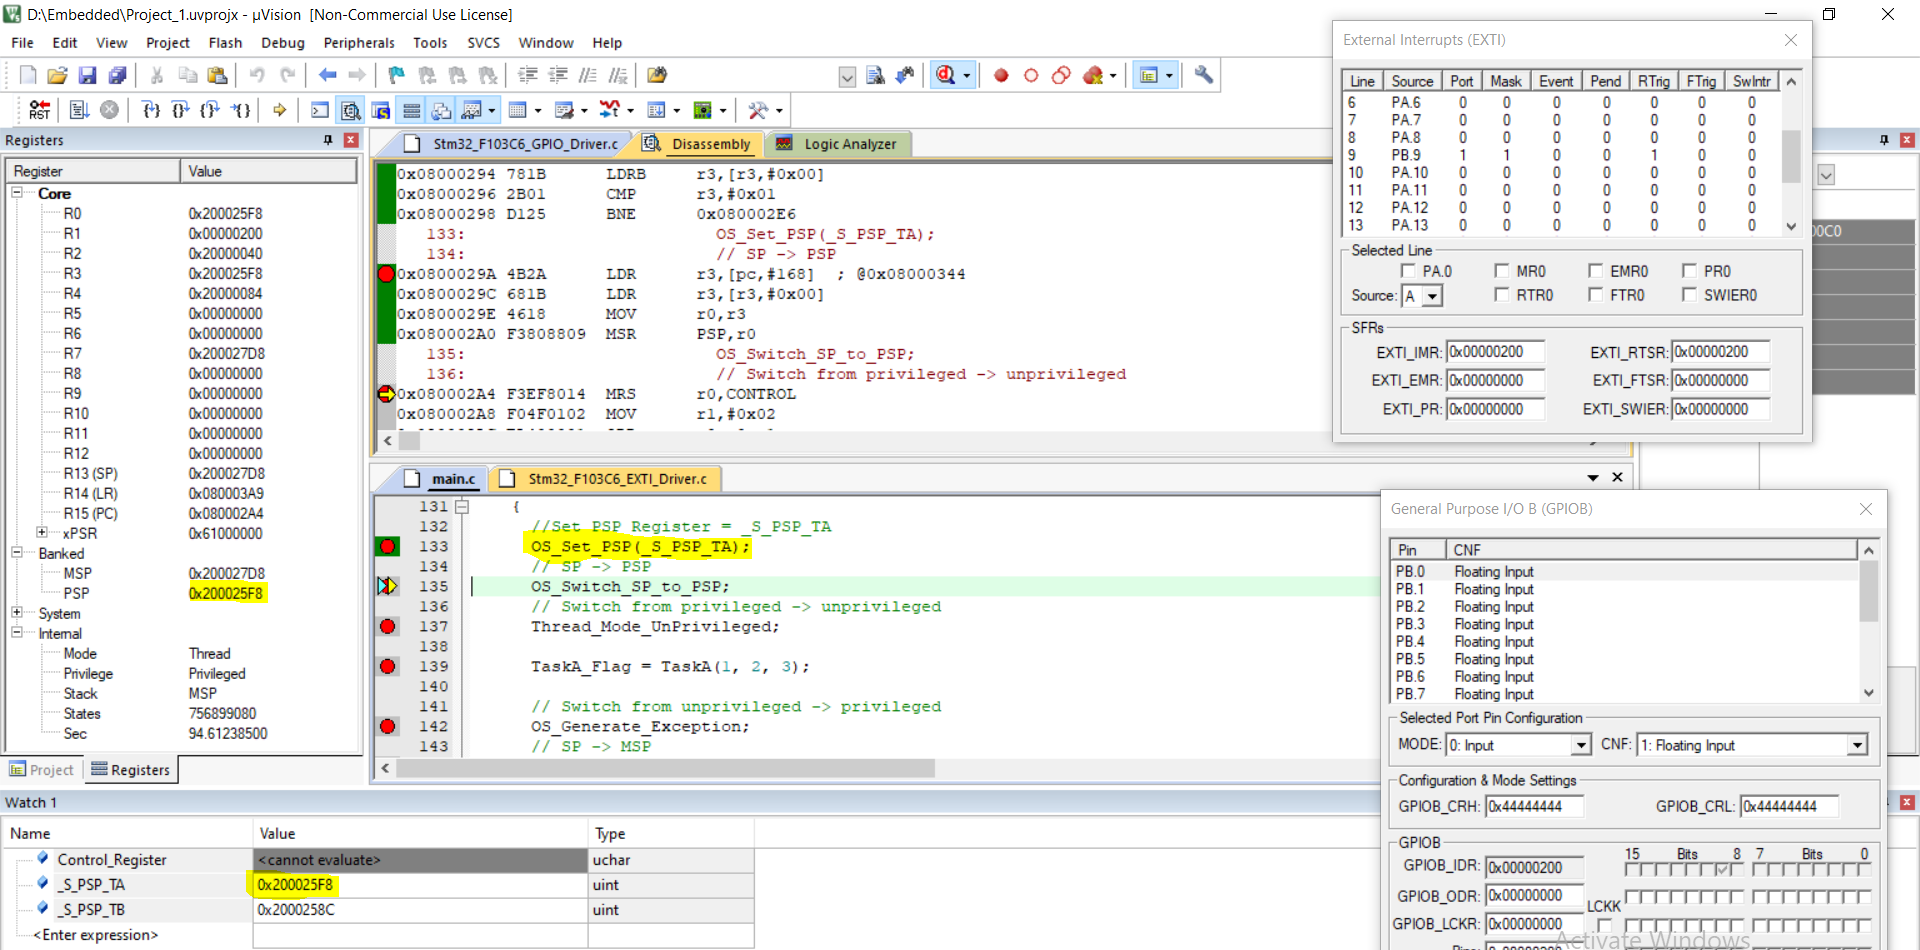 D:\Embedded\Project_1.uvprojx - µVision  [Non-Commercial Use License]
File Edit View Project Flash Debug Peripherals Tools SVCS Window Help
RST
Registers
Register Value
Core
R0 0x200025F8
R1 0x00000200
R2 0x20000040
R3 0x200025F8
R4 0x20000084
R5 0x00000000
R6 0x00000000
R7 0x200027D8
R8 0x00000000
R9 0x00000000
R10 0x00000000
R11 0x00000000
R12 0x00000000
R13 (SP) 0x200027D8
R14 (LR) 0x080003A9
R15 (PC) 0x080002A4
xPSR 0x61000000
Banked
MSP 0x200027D8
PSP 0x200025F8
System
Internal
Mode Thread
Privilege Privileged
Stack MSP
States 756899080
Sec 94.61238500
Project Registers
Stm32_F103C6_GPIO_Driver.c Disassembly Logic Analyzer
0x08000294 781B LDRB r3,[r3,#0x00]
0x08000296 2B01 CMP r3,#0x01
0x08000298 D125 BNE 0x080002E6
133: OS_Set_PSP(_S_PSP_TA);
134: // SP -> PSP
0x0800029A 4B2A LDR r3,[pc,#168] ; @0x08000344
0x0800029C 681B LDR r3,[r3,#0x00]
0x0800029E 4618 MOV r0,r3
0x080002A0 F3808809 MSR PSP,r0
135: OS_Switch_SP_to_PSP;
136: // Switch from privileged -> unprivileged
0x080002A4 F3EF8014 MRS r0,CONTROL
0x080002A8 F04F0102 MOV r1,#0x02
main.c Stm32_F103C6_EXTI_Driver.c
131 {
132 //Set PSP Register = _S_PSP_TA
133 OS_Set_PSP(_S_PSP_TA);
134 // SP -> PSP
135 OS_Switch_SP_to_PSP;
136 // Switch from privileged -> unprivileged
137 Thread_Mode_UnPrivileged;
138
139 TaskA_Flag = TaskA(1, 2, 3);
140
141 // Switch from unprivileged -> privileged
142 OS_Generate_Exception;
143 // SP -> MSP
External Interrupts (EXTI)
Line Source Port Mask Event Pend RTrig FTrig SwIntr
6 PA.6 0 0 0 0 0 0 0
7 PA.7 0 0 0 0 0 0 0
8 PA.8 0 0 0 0 0 0 0
9 PB.9 1 1 0 0 1 0 0
10 PA.10 0 0 0 0 0 0 0
11 PA.11 0 0 0 0 0 0 0
12 PA.12 0 0 0 0 0 0 0
13 PA.13 0 0 0 0 0 0 0
Selected Line
PA.0 MR0 EMR0 PR0
Source: A RTR0 FTR0 SWIER0
SFRs
EXTI_IMR: 0x00000200 EXTI_RTSR: 0x00000200
EXTI_EMR: 0x00000000 EXTI_FTSR: 0x00000000
EXTI_PR: 0x00000000 EXTI_SWIER: 0x00000000
00C0
General Purpose I/O B (GPIOB)
Pin CNF
PB.0 Floating Input
PB.1 Floating Input
PB.2 Floating Input
PB.3 Floating Input
PB.4 Floating Input
PB.5 Floating Input
PB.6 Floating Input
PB.7 Floating Input
Selected Port Pin Configuration
MODE: 0: Input CNF: 1: Floating Input
Configuration & Mode Settings
GPIOB_CRH: 0x44444444 GPIOB_CRL: 0x44444444
GPIOB
15 Bits 8 7 Bits 0
GPIOB_IDR: 0x00000200
GPIOB_ODR: 0x00000000
LCKK
GPIOB_LCKR: 0x00000000
Activate Windows
Watch 1
Name Value Type
Control_Register <cannot evaluate> uchar
_S_PSP_TA 0x200025F8 uint
_S_PSP_TB 0x2000258C uint
<Enter expression>